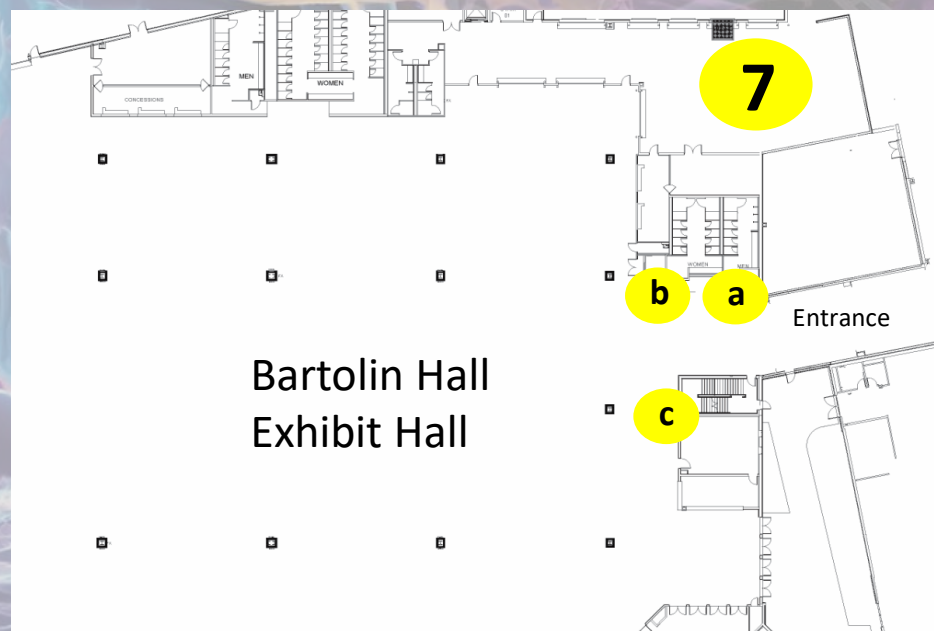 7
MEN
WOMEN
CONCESSIONS
WOMEN
MEN
b
a
Entrance
Bartolin Hall
Exhibit Hall
c